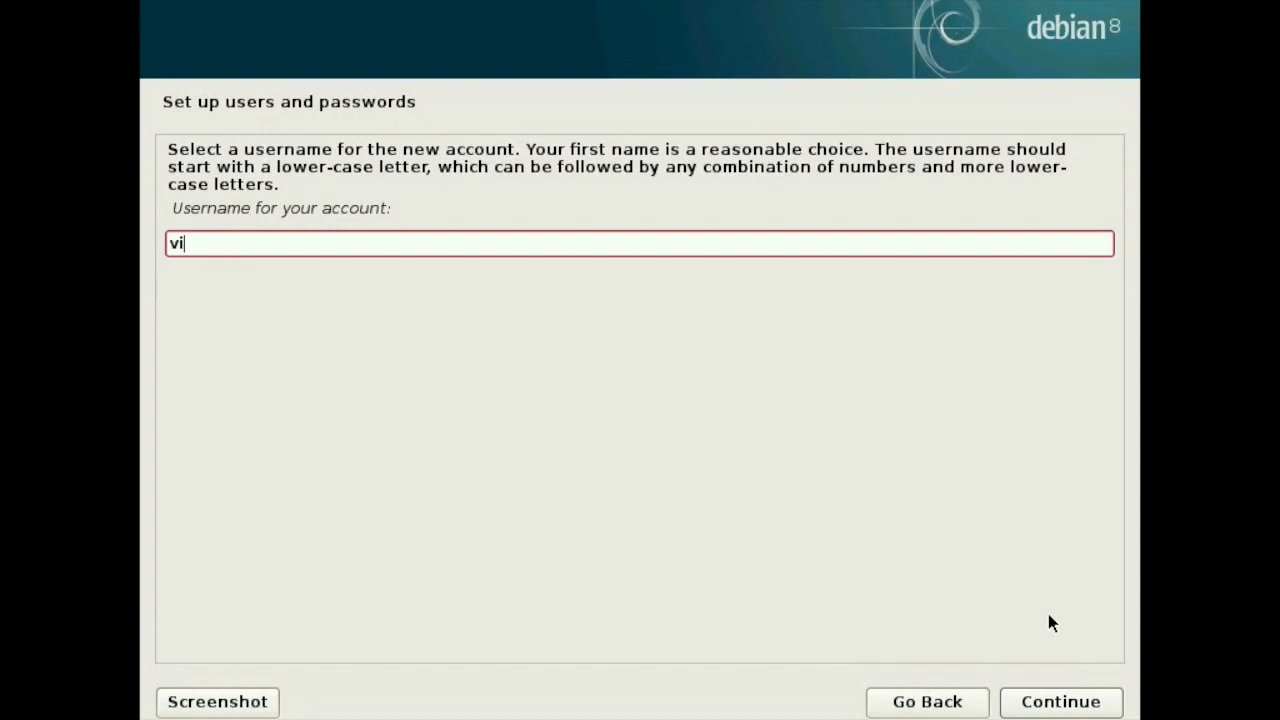 debian 8
Set up users and passwords
Select a username for the new account. Your first name is a reasonable choice. The username should
start with a lower-case letter, which can be followed by any combination of numbers and more lower-
case letters.
Username for your account:
vi
Screenshot
Go Back
Continue